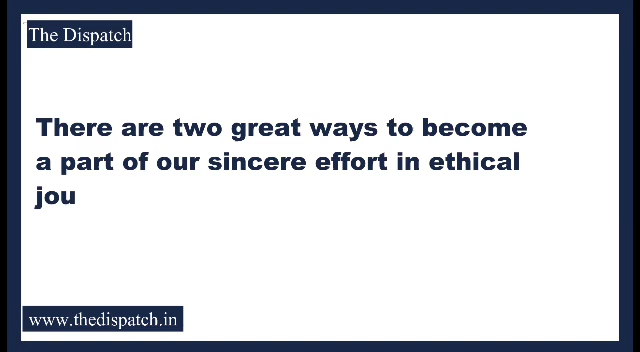 The Dispatch
There are two great ways to become
a part of our sincere effort in ethical
jou
www.thedispatch.in